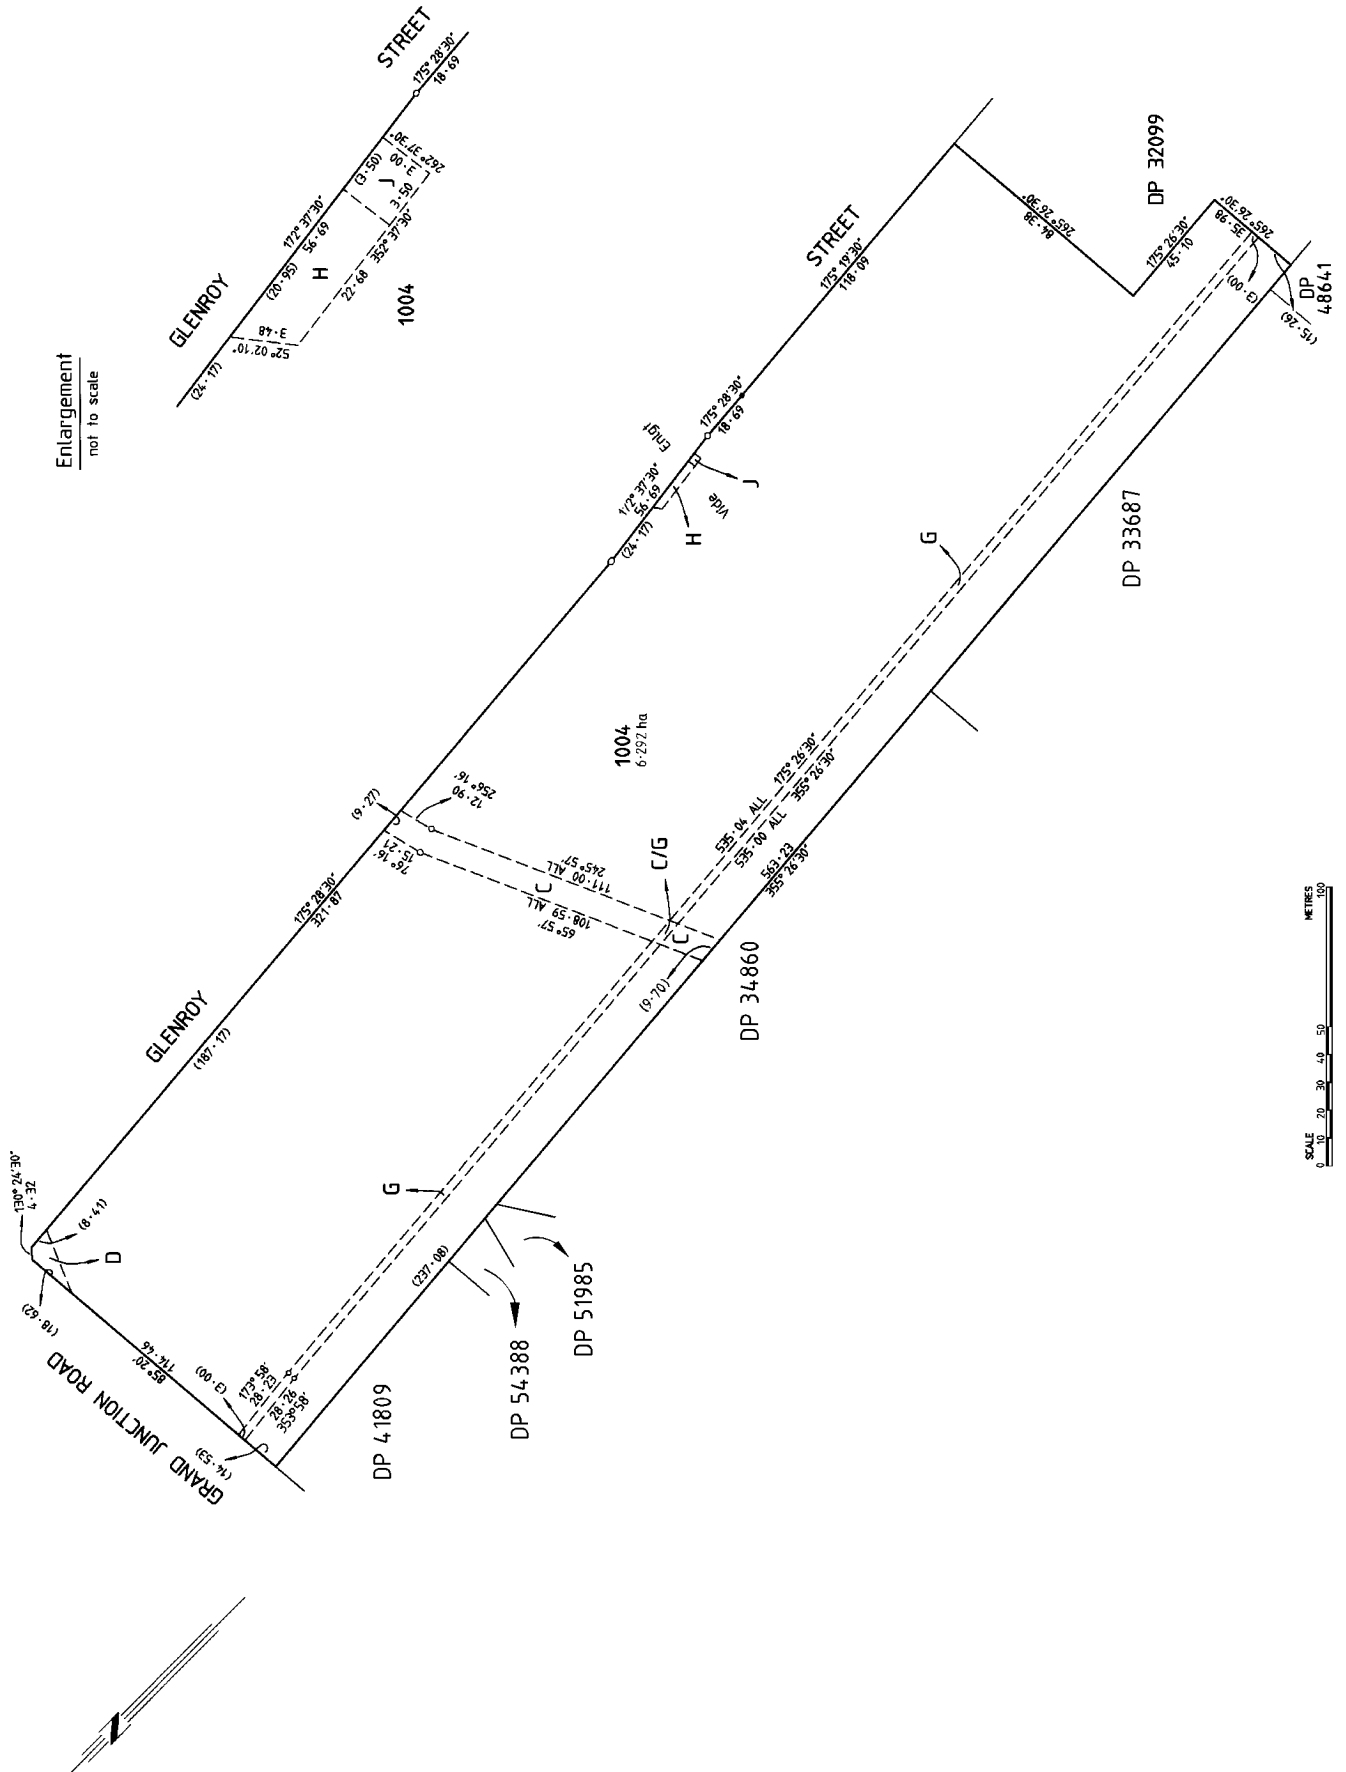 Enlargement
not to scale
GLENROY
STREET
(24·17)
(20·95)
172° 37'30"
56·69
(3·50)
175° 28'30"
18·69
H
J
3·48
52° 02'10"
22·68
352° 37'30"
3·50
3·00
262° 37'30"
1004
130° 24'30"
4·32
(8·41)
D
(18·62)
GRAND JUNCTION ROAD
85° 20'
114·46
(3·00)
(14·53)
173° 58'
28·23
28·26
353° 58'
GLENROY
(187·17)
175° 28'30"
321·87
(9·27)
76° 16'
15·21
12·90
256° 16'
C
65° 57'
108·59 ALL
111·00 ALL
245° 57'
C/G
C
(9·70)
1004
6·292 ha
(24·17)
172° 37'30"
56·69
Vide
Enlgt
H
J
175° 28'30"
18·69
STREET
175° 19'30"
118·09
84·38
265° 26'30"
175° 26'30"
45·10
35·98
265° 26'30"
(3·00)
(15·26)
DP 32099
DP
48641
G
G
535·04 ALL 175° 26'30"
535·00 ALL 355° 26'30"
563·23
355° 26'30"
(237·08)
DP 41809
DP 54388
DP 51985
DP 34860
DP 33687
SCALE
METRES
0 10 20 30 40 50 100